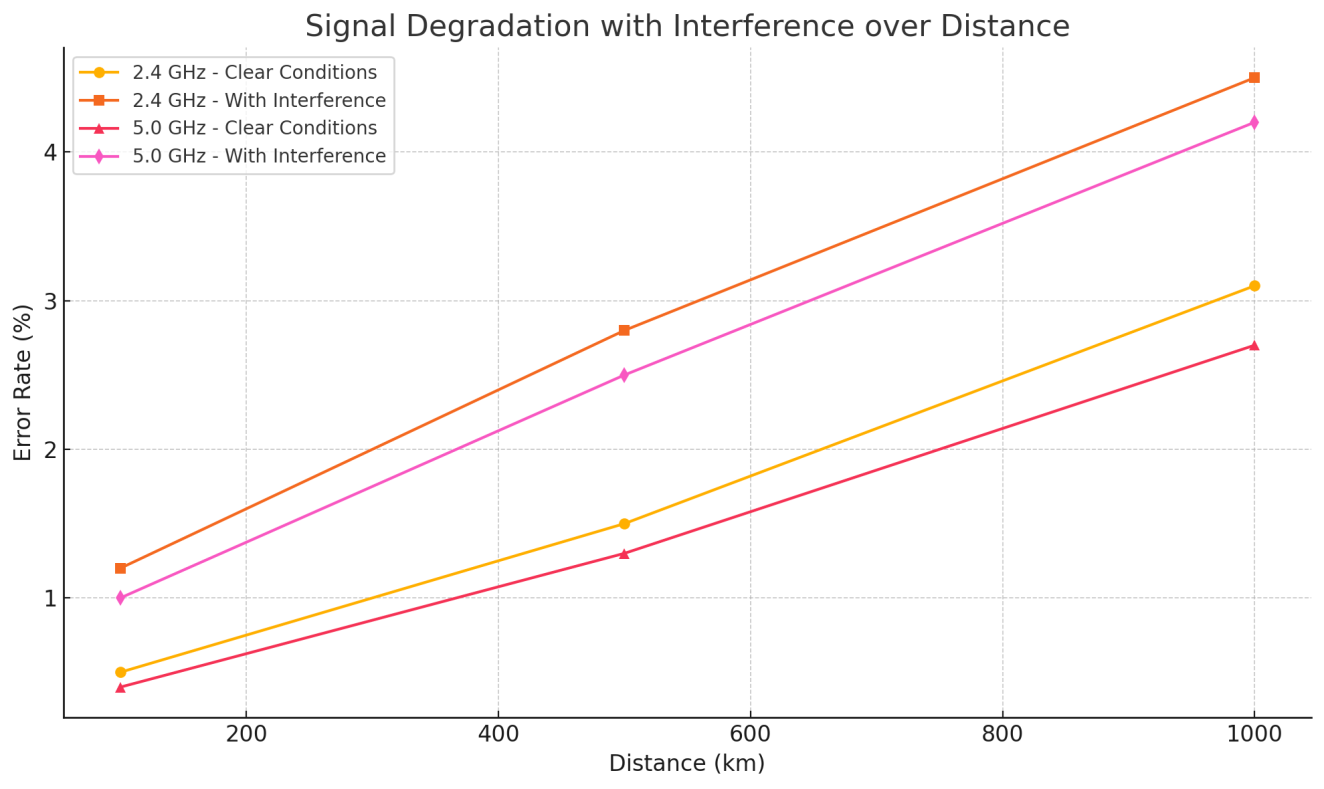 Signal Degradation with Interference over Distance
2.4 GHz - Clear Conditions
2.4 GHz - With Interference
5.0 GHz - Clear Conditions
5.0 GHz - With Interference
Error Rate (%)
4
3
2
1
200 400 600 800 1000
Distance (km)